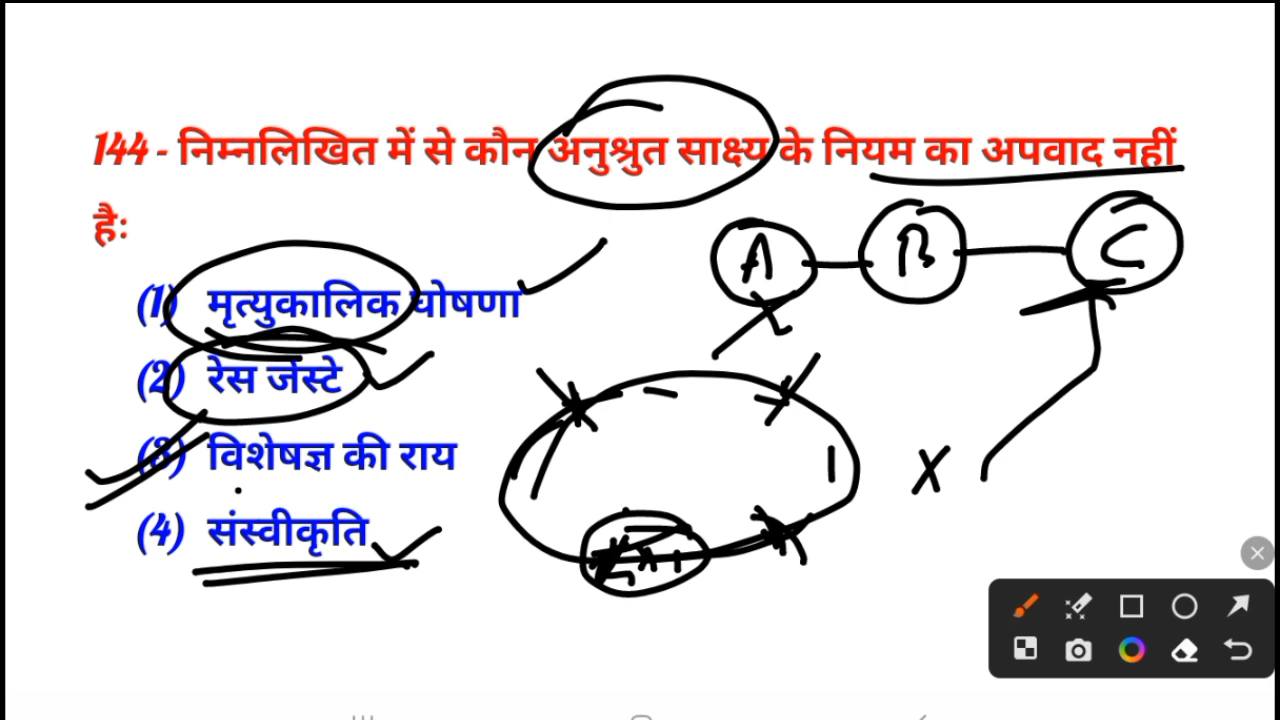 144 - निम्नलिखित में से कौन अनुश्रुत साक्ष्य के नियम का अपवाद नहीं
है:
A B C
(1) मृत्युकालिक घोषणा
(2) रेस जेस्टे
(3) विशेषज्ञ की राय
X
(4) संस्वीकृति